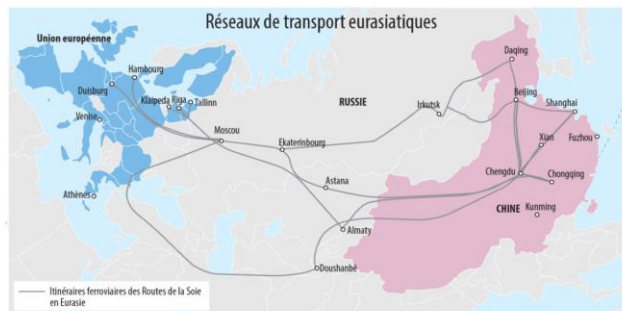 Réseaux de transport eurasiatiques
Union européenne
Daqing
Hambourg
Duisburg
Klaipeda
Riga
Tallinn
RUSSIE
Irkutsk
Beijing
Shanghai
Venise
Moscou
Ekaterinbourg
Xian
Fuzhou
Astana
Chengdu
Chongqing
Athènes
CHINE
Kunming
Almaty
Doushanbé
Itinéraires ferroviaires des Routes de la Soie
en Eurasie